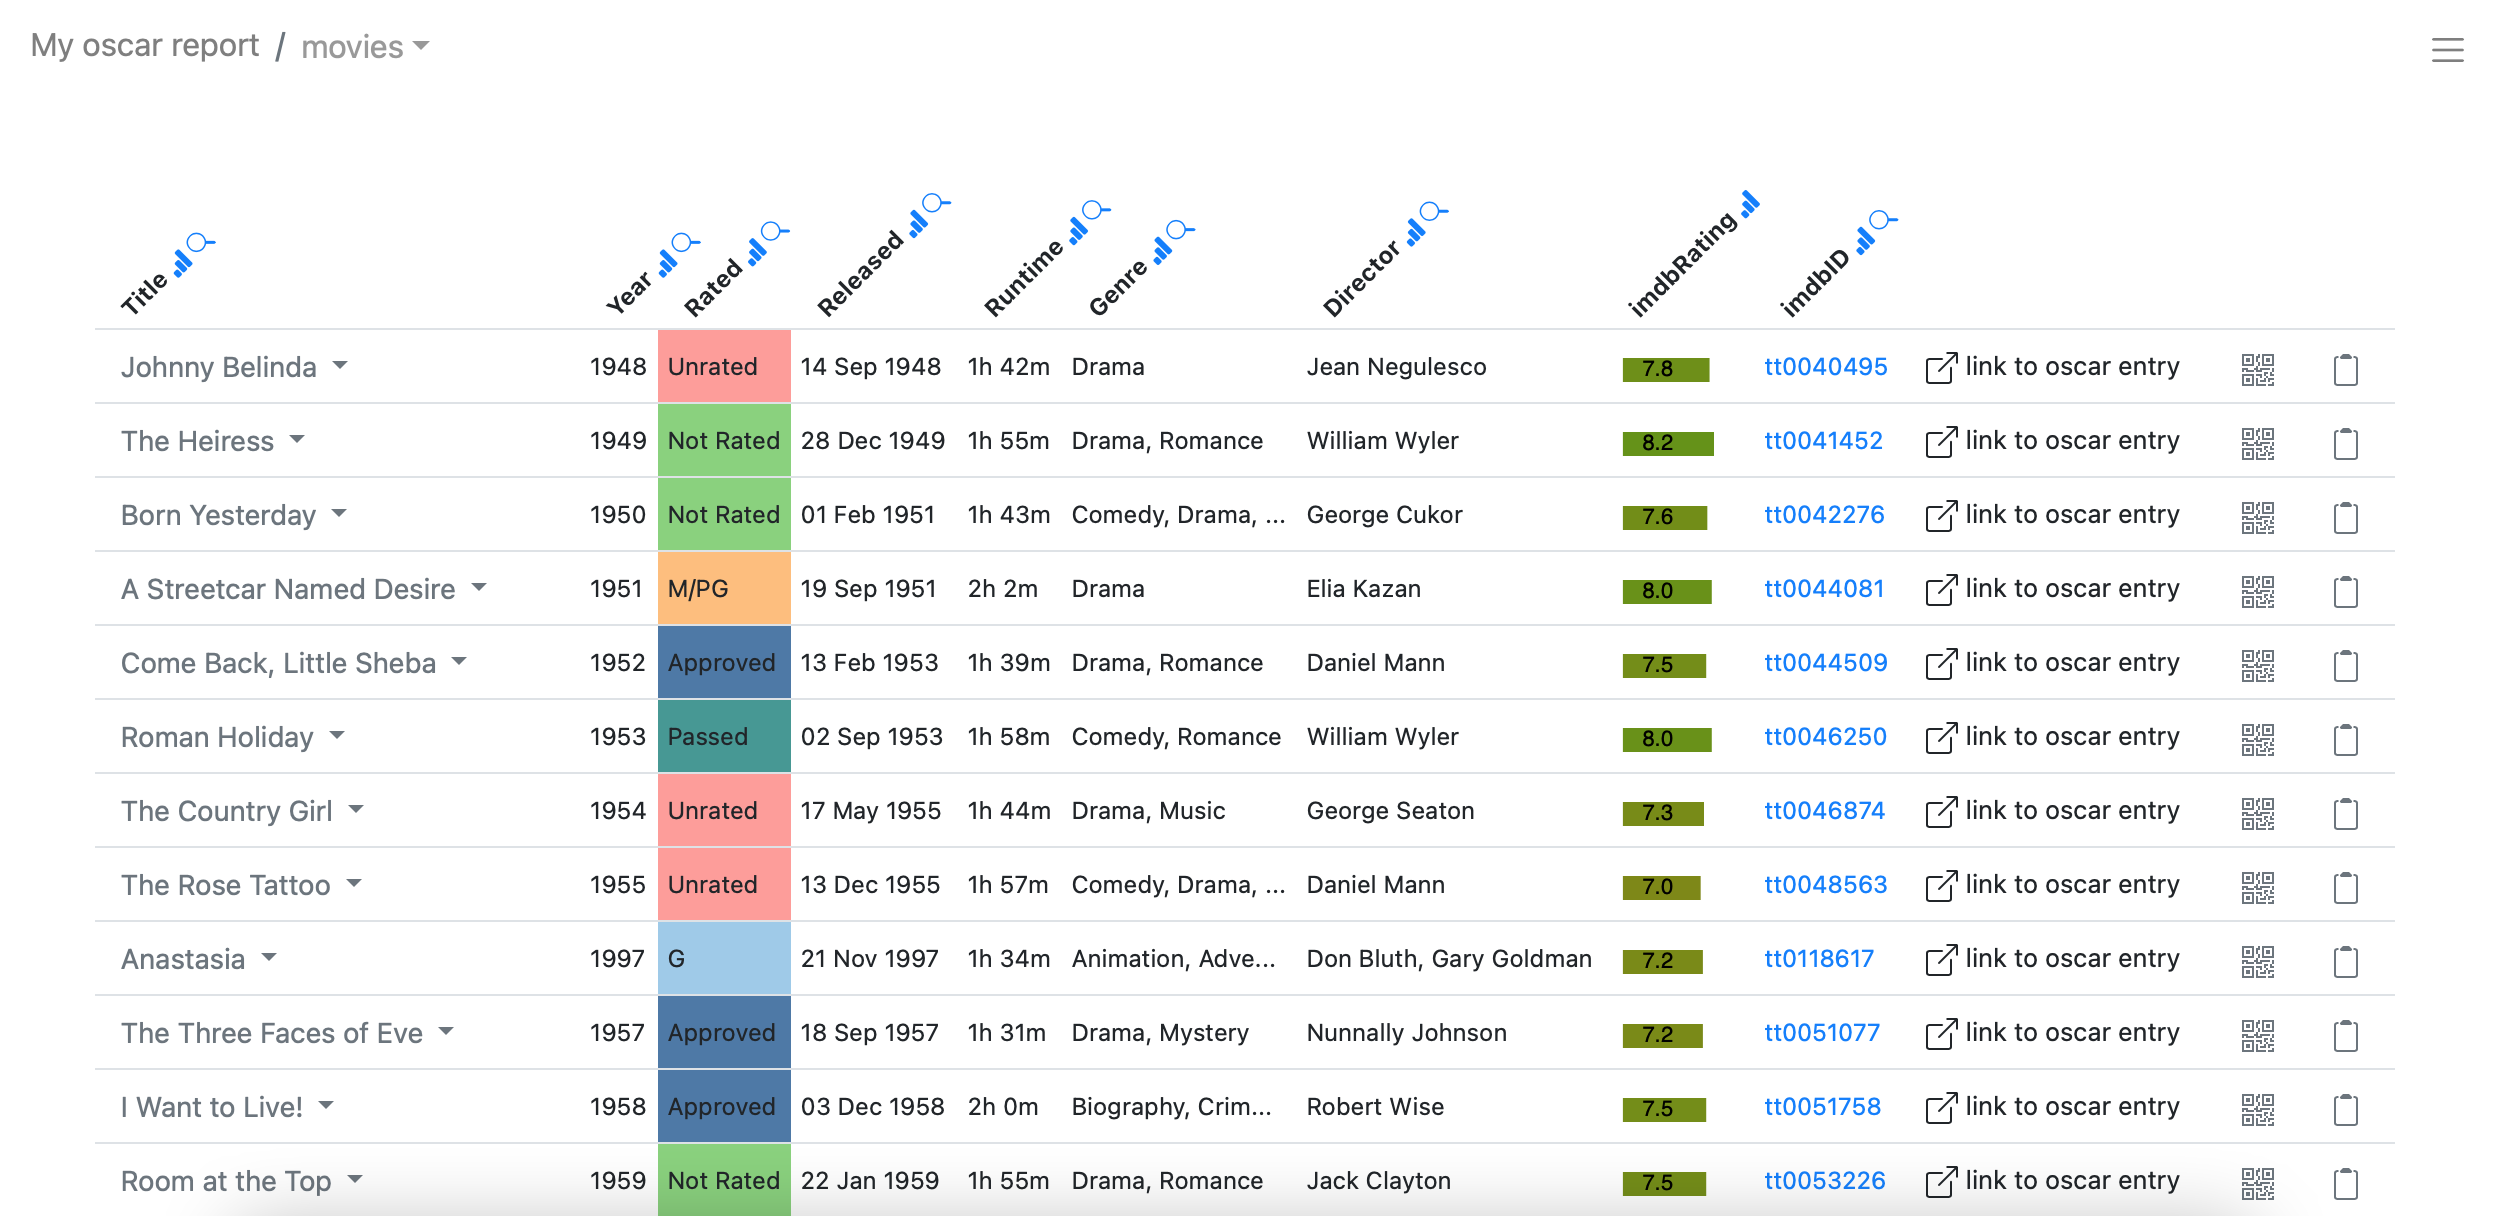 My oscar report / movies
Title Year Rated Released Runtime Genre Director imdbRating imdbID
Johnny Belinda 1948 Unrated 14 Sep 1948 1h 42m Drama Jean Negulesco 7.8 tt0040495 link to oscar entry
The Heiress 1949 Not Rated 28 Dec 1949 1h 55m Drama, Romance William Wyler 8.2 tt0041452 link to oscar entry
Born Yesterday 1950 Not Rated 01 Feb 1951 1h 43m Comedy, Drama, ... George Cukor 7.6 tt0042276 link to oscar entry
A Streetcar Named Desire 1951 M/PG 19 Sep 1951 2h 2m Drama Elia Kazan 8.0 tt0044081 link to oscar entry
Come Back, Little Sheba 1952 Approved 13 Feb 1953 1h 39m Drama, Romance Daniel Mann 7.5 tt0044509 link to oscar entry
Roman Holiday 1953 Passed 02 Sep 1953 1h 58m Comedy, Romance William Wyler 8.0 tt0046250 link to oscar entry
The Country Girl 1954 Unrated 17 May 1955 1h 44m Drama, Music George Seaton 7.3 tt0046874 link to oscar entry
The Rose Tattoo 1955 Unrated 13 Dec 1955 1h 57m Comedy, Drama, ... Daniel Mann 7.0 tt0048563 link to oscar entry
Anastasia 1997 G 21 Nov 1997 1h 34m Animation, Adve... Don Bluth, Gary Goldman 7.2 tt0118617 link to oscar entry
The Three Faces of Eve 1957 Approved 18 Sep 1957 1h 31m Drama, Mystery Nunnally Johnson 7.2 tt0051077 link to oscar entry
I Want to Live! 1958 Approved 03 Dec 1958 2h 0m Biography, Crim... Robert Wise 7.5 tt0051758 link to oscar entry
Room at the Top 1959 Not Rated 22 Jan 1959 1h 55m Drama, Romance Jack Clayton 7.5 tt0053226 link to oscar entry